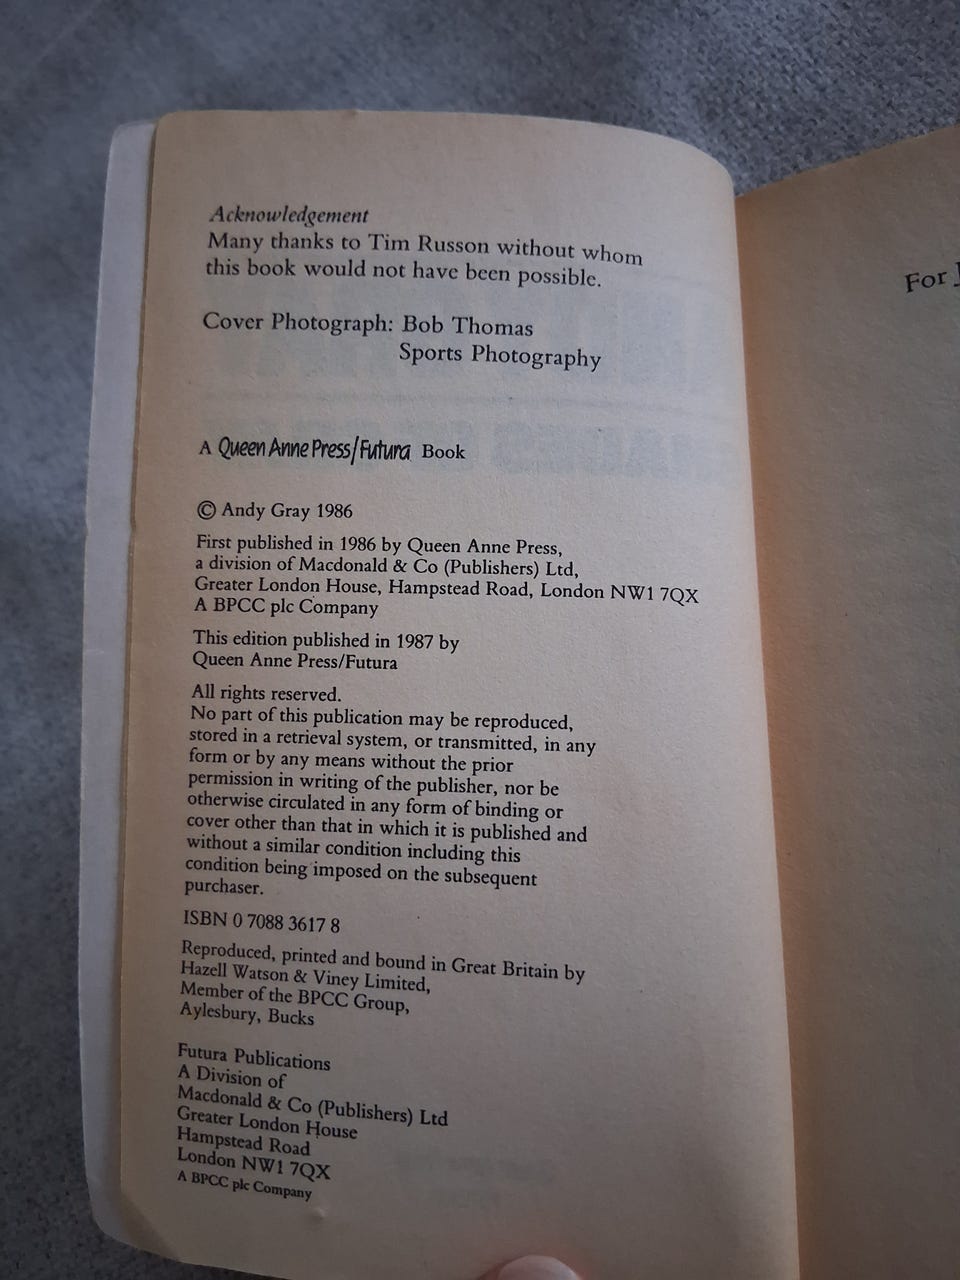 Acknowledgement
Many thanks to Tim Russon without whom
this book would not have been possible.
Cover Photograph: Bob Thomas
Sports Photography
A Queen Anne Press/Futura Book
© Andy Gray 1986
First published in 1986 by Queen Anne Press,
a division of Macdonald & Co (Publishers) Ltd,
Greater London House, Hampstead Road, London NW1 7QX
A BPCC plc Company
This edition published in 1987 by
Queen Anne Press/Futura
All rights reserved.
No part of this publication may be reproduced,
stored in a retrieval system, or transmitted, in any
form or by any means without the prior
permission in writing of the publisher, nor be
otherwise circulated in any form of binding or
cover other than that in which it is published and
without a similar condition including this
condition being imposed on the subsequent
purchaser.
ISBN 0 7088 3617 8
Reproduced, printed and bound in Great Britain by
Hazell Watson & Viney Limited,
Member of the BPCC Group,
Aylesbury, Bucks
Futura Publications
A Division of
Macdonald & Co (Publishers) Ltd
Greater London House
Hampstead Road
London NW1 7QX
A BPCC plc Company
For